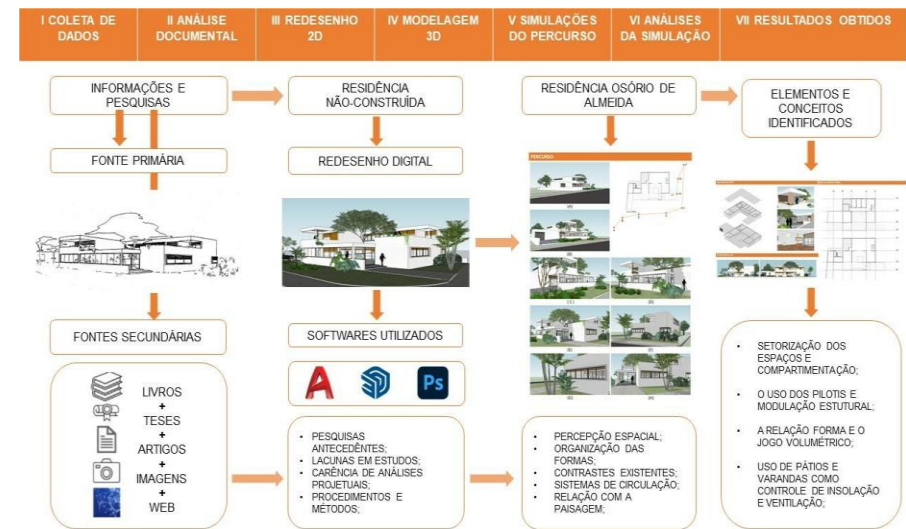 I COLETA DE
DADOS
II ANÁLISE
DOCUMENTAL
III REDESENHO
2D
IV MODELAGEM
3D
V SIMULAÇÕES
DO PERCURSO
VI ANÁLISES
DA SIMULAÇÃO
VII RESULTADOS OBTIDOS
INFORMAÇÕES E
PESQUISAS
FONTE PRIMÁRIA
FONTES SECUNDÁRIAS
LIVROS
+
TESES
+
ARTIGOS
+
IMAGENS
+
WEB
RESIDÊNCIA
NÃO-CONSTRUÍDA
REDESENHO DIGITAL
SOFTWARES UTILIZADOS
A
Ps
• PESQUISAS
ANTECEDÊNTES;
• LACUNAS EM ESTUDOS;
• CARÊNCIA DE ANÁLISES
PROJETUAIS;
• PROCEDIMENTOS E
MÉTODOS;
RESIDÊNCIA OSÓRIO DE
ALMEIDA
PERCURSO
• PERCEPÇÃO ESPACIAL;
• ORGANIZAÇÃO DAS
FORMAS;
• CONTRASTES EXISTENTES;
• SISTEMAS DE CIRCULAÇÃO;
• RELAÇÃO COM A
PAISAGEM;
ELEMENTOS E
CONCEITOS
IDENTIFICADOS
• SETORIZAÇÃO DOS
ESPAÇOS E
COMPARTIMENTAÇÃO;
• O USO DOS PILOTIS E
MODULAÇÃO ESTUTURAL;
• A RELAÇÃO FORMA E O
JOGO VOLUMÉTRICO;
• USO DE PÁTIOS E
VARANDAS COMO
CONTROLE DE INSOLAÇÃO
E VENTILAÇÃO;